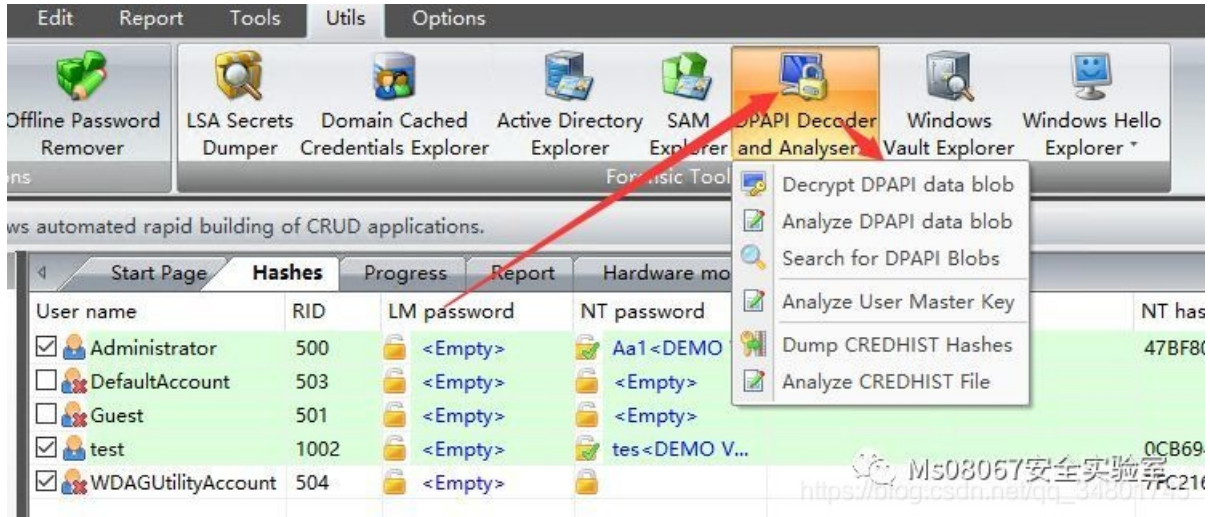 Edit Report Tools Utils Options
Offline Password Remover
LSA Secrets Dumper
Domain Cached Credentials Explorer
Active Directory Explorer
SAM Explorer
DPAPI Decoder and Analyser
Windows Vault Explorer
Windows Hello Explorer
ns
Forensic Tool
Decrypt DPAPI data blob
Analyze DPAPI data blob
Search for DPAPI Blobs
Analyze User Master Key
Dump CREDHIST Hashes
Analyze CREDHIST File
ws automated rapid building of CRUD applications.
Start Page Hashes Progress Report Hardware mo
User name RID LM password NT password NT has
Administrator 500 <Empty> Aa1<DEMO 47BF80
DefaultAccount 503 <Empty> <Empty>
Guest 501 <Empty> <Empty>
test 1002 <Empty> tes<DEMO V... 0CB694
WDAGUtilityAccount 504 <Empty> 7FC216
Ms08067安全实验室